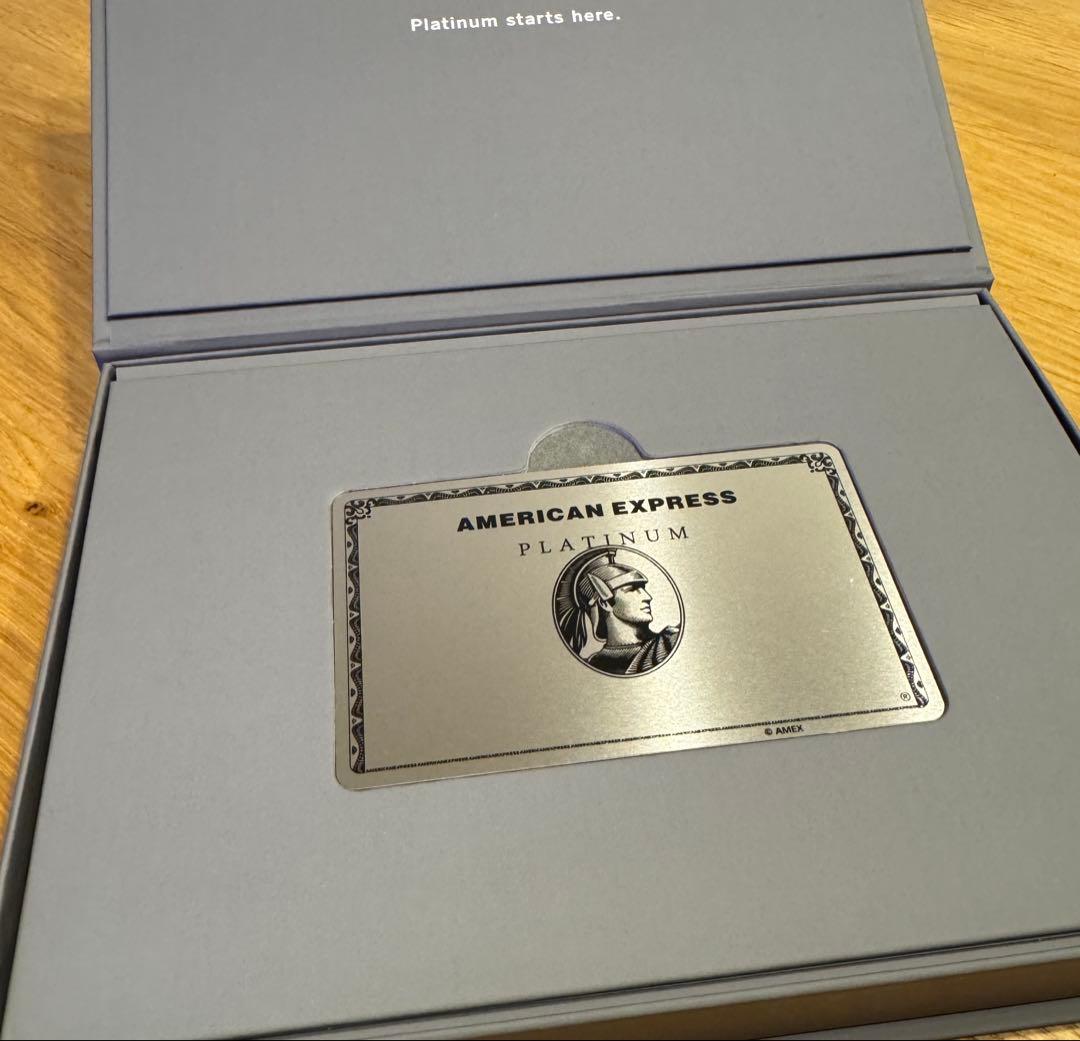 Platinum starts here.
AMERICAN EXPRESS
PLATINUM
®
© AMEX